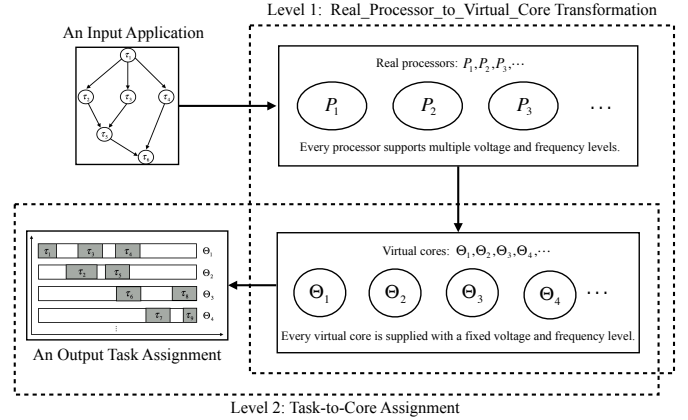 Level 1: Real_Processor_to_Virtual_Core Transformation
An Input Application
τ1
τ2 τ3 τ4
τ5
Real processors: P1,P2,P3,···
P1 P2 P3 ···
Every processor supports multiple voltage and frequency levels.
Virtual cores: Θ1,Θ2,Θ3,Θ4,···
Θ1 Θ2 Θ3 Θ4 ···
Every virtual core is supplied with a fixed voltage and frequency level.
τ1 τ3 τ4 Θ1
τ2 τ5 Θ2
τ6 τ8 Θ3
τ7 τ9 Θ4
⋮
An Output Task Assignment
Level 2: Task-to-Core Assignment